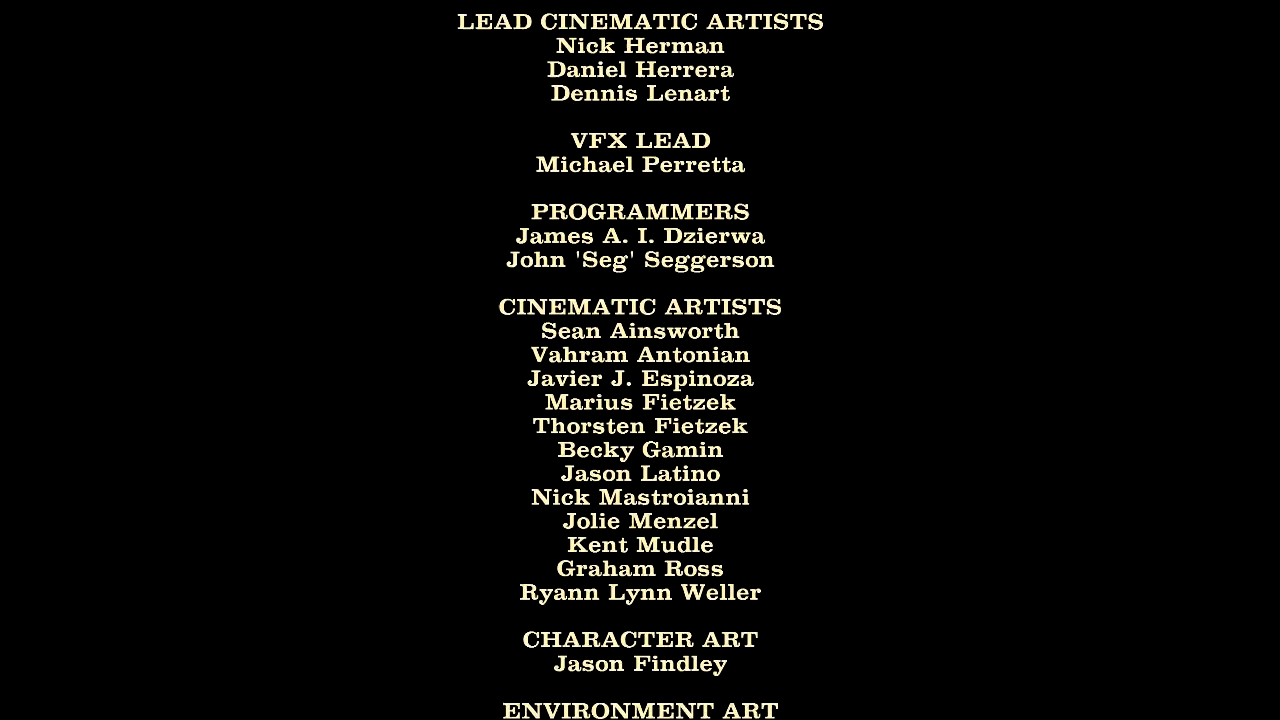 LEAD CINEMATIC ARTISTS
Nick Herman
Daniel Herrera
Dennis Lenart
VFX LEAD
Michael Perretta
PROGRAMMERS
James A. I. Dzierwa
John 'Seg' Seggerson
CINEMATIC ARTISTS
Sean Ainsworth
Vahram Antonian
Javier J. Espinoza
Marius Fietzek
Thorsten Fietzek
Becky Gamin
Jason Latino
Nick Mastroianni
Jolie Menzel
Kent Mudle
Graham Ross
Ryann Lynn Weller
CHARACTER ART
Jason Findley
ENVIRONMENT ART